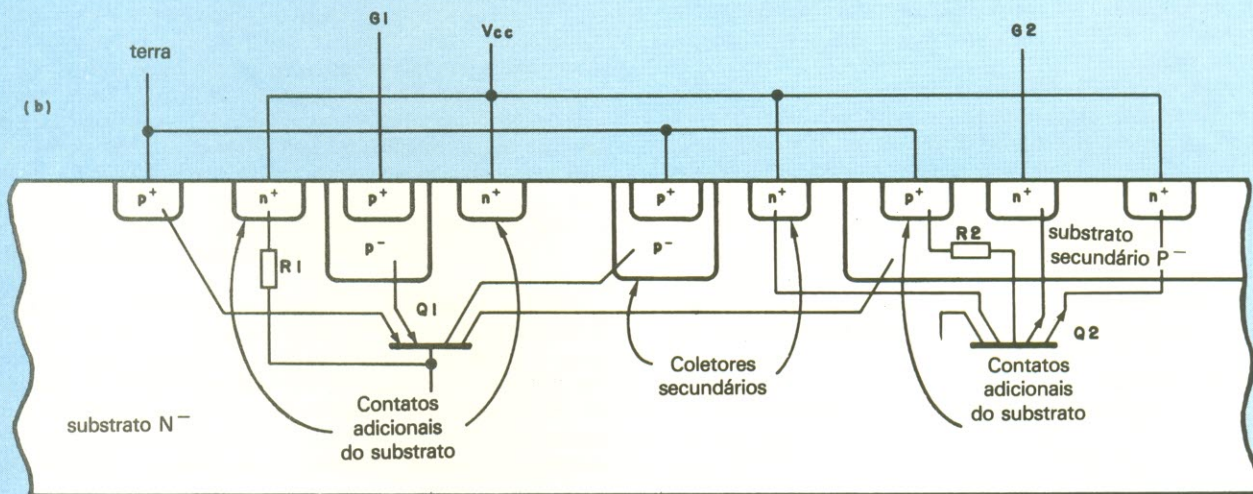 G1
Vcc
G2
terra
(b)
p+
n+
p+
n+
p+
n+
p+
n+
n+
R1
p−
p−
R2
substrato
secundário P−
Q1
Q2
Coletores
secundários
Contatos
adicionais
do substrato
Contatos
adicionais
do substrato
substrato N−